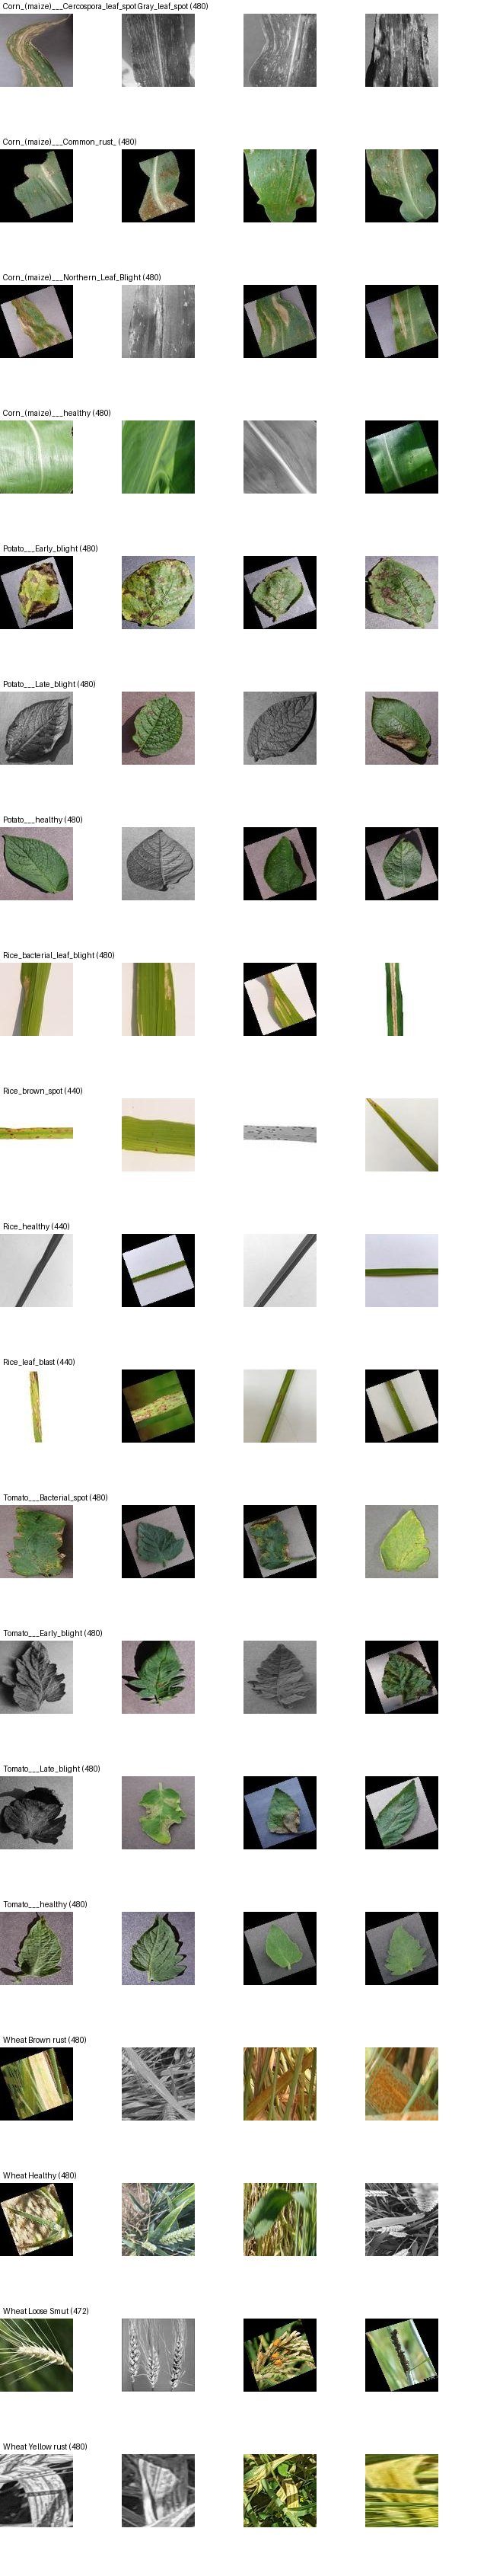 Corn_(maize)___Cercospora_leaf_spot Gray_leaf_spot (480)
Corn_(maize)___Common_rust_ (480)
Corn_(maize)___Northern_Leaf_Blight (480)
Corn_(maize)___healthy (480)
Potato___Early_blight (480)
Potato___Late_blight (480)
Potato___healthy (480)
Rice_bacterial_leaf_blight (480)
Rice_brown_spot (440)
Rice_healthy (440)
Rice_leaf_blast (440)
Tomato___Bacterial_spot (480)
Tomato___Early_blight (480)
Tomato___Late_blight (480)
Tomato___healthy (480)
Wheat Brown rust (480)
Wheat Healthy (480)
Wheat Loose Smut (472)
Wheat Yellow rust (480)